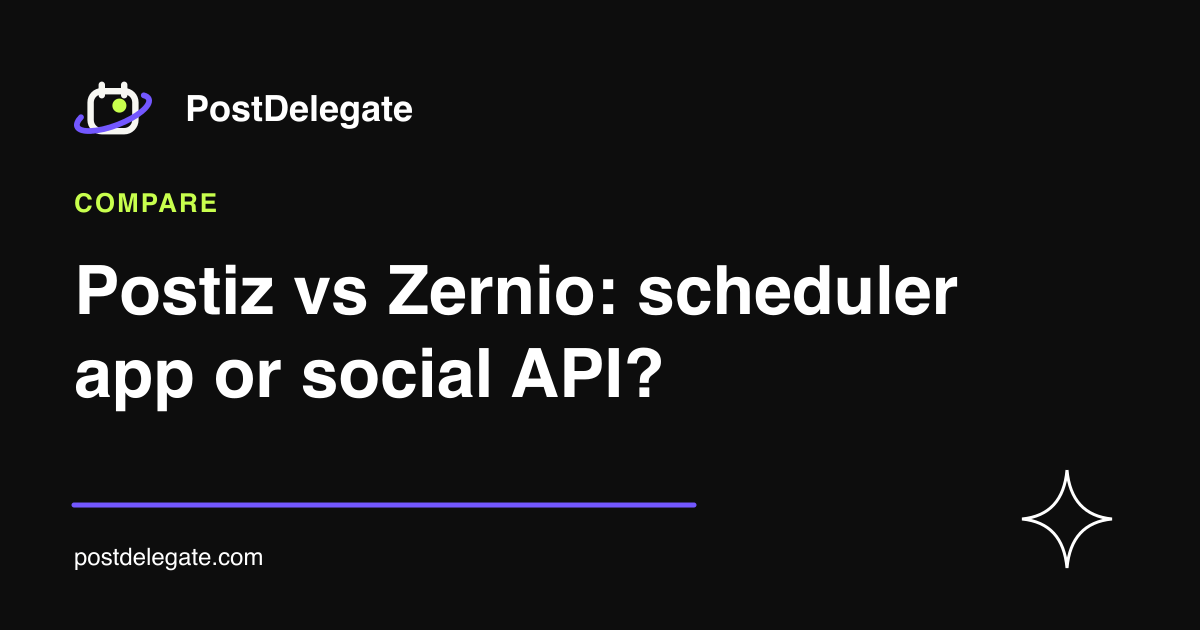 PostDelegate
COMPARE
Postiz vs Zernio: scheduler
app or social API?
postdelegate.com